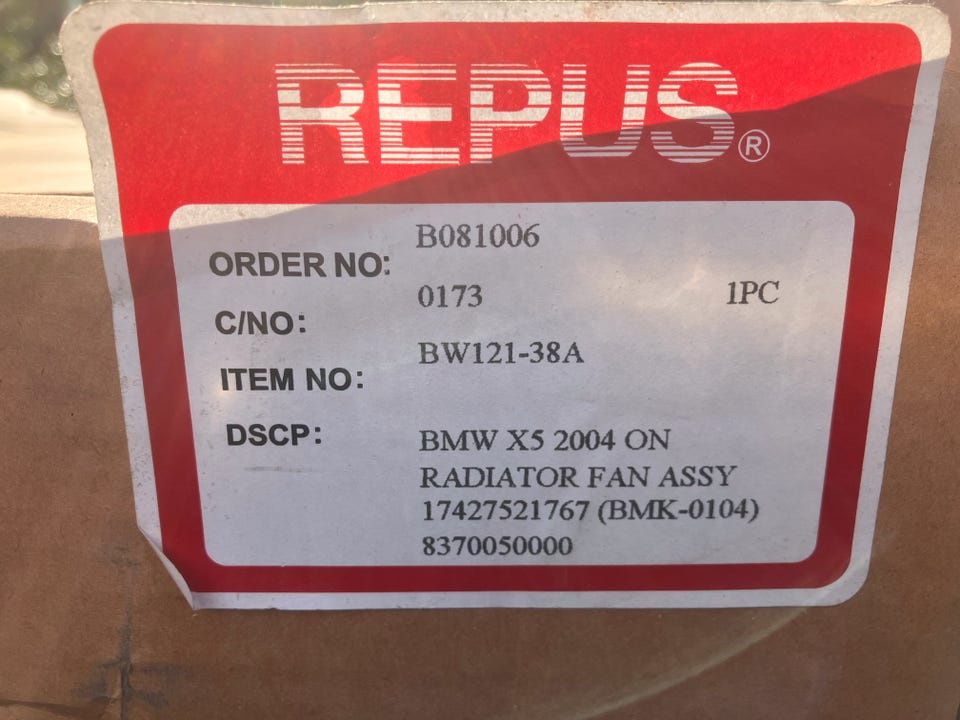 REPUS®
ORDER NO: B081006
C/NO: 0173 1PC
ITEM NO: BW121-38A
DSCP: BMW X5 2004 ON
RADIATOR FAN ASSY
17427521767 (BMK-0104)
8370050000